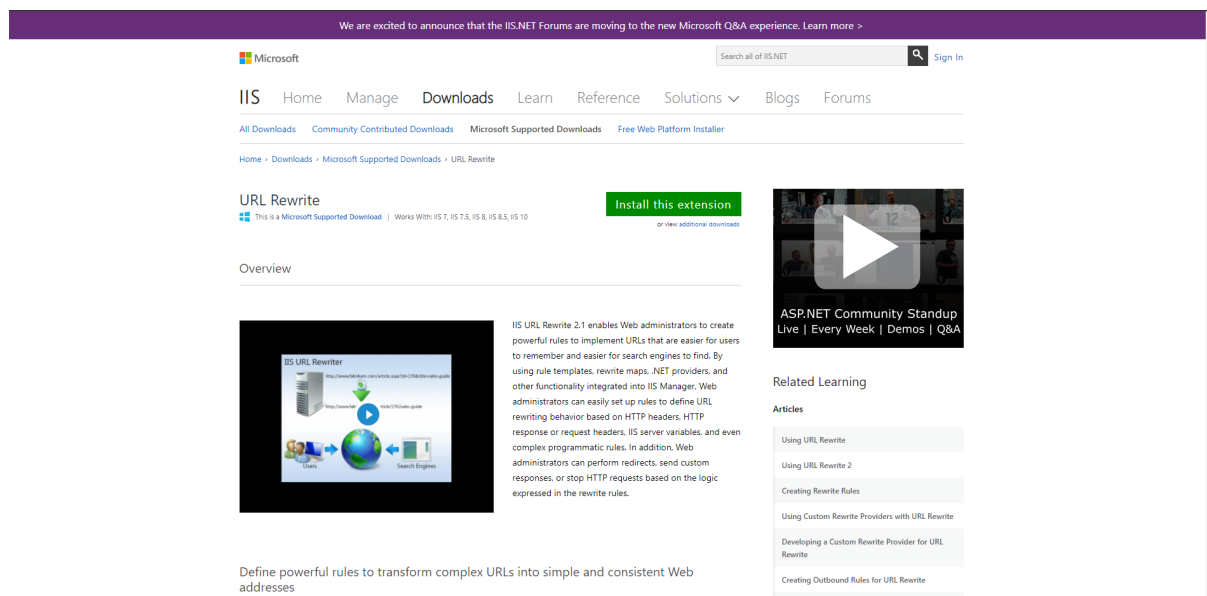 We are excited to announce that the IIS.NET Forums are moving to the new Microsoft Q&A experience. Learn more >
Microsoft
Search all of IIS.NET
Sign In
IIS Home Manage Downloads Learn Reference Solutions Blogs Forums
All Downloads Community Contributed Downloads Microsoft Supported Downloads Free Web Platform Installer
Home › Downloads › Microsoft Supported Downloads › URL Rewrite
URL Rewrite
This is a Microsoft Supported Download | Works With: IIS 7, IIS 7.5, IIS 8, IIS 8.5, IIS 10
Install this extension
or view additional downloads
Overview
IIS URL Rewriter
Users
Search Engines
IIS URL Rewrite 2.1 enables Web administrators to create
powerful rules to implement URLs that are easier for users
to remember and easier for search engines to find. By
using rule templates, rewrite maps, .NET providers, and
other functionality integrated into IIS Manager, Web
administrators can easily set up rules to define URL
rewriting behavior based on HTTP headers, HTTP
response or request headers, IIS server variables, and even
complex programmatic rules. In addition, Web
administrators can perform redirects, send custom
responses, or stop HTTP requests based on the logic
expressed in the rewrite rules.
Define powerful rules to transform complex URLs into simple and consistent Web
addresses
12
ASP.NET Community Standup
Live | Every Week | Demos | Q&A
Related Learning
Articles
Using URL Rewrite
Using URL Rewrite 2
Creating Rewrite Rules
Using Custom Rewrite Providers with URL Rewrite
Developing a Custom Rewrite Provider for URL
Rewrite
Creating Outbound Rules for URL Rewrite